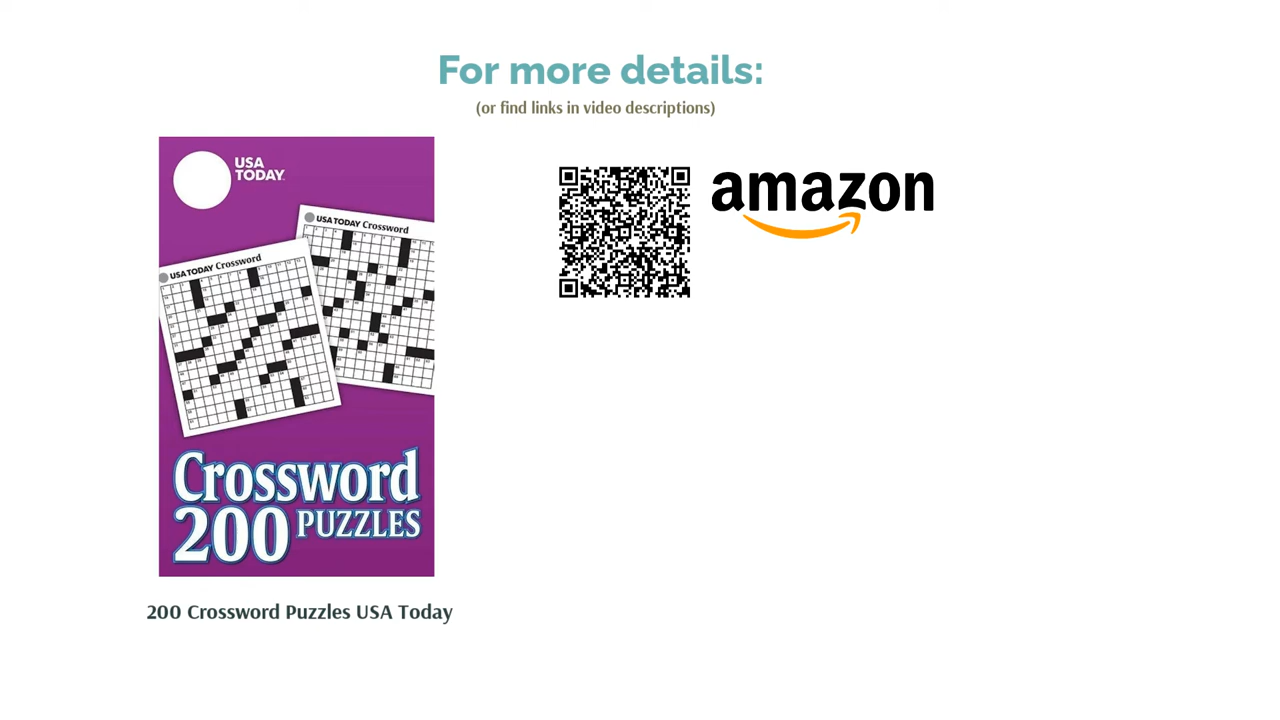 For more details:
(or find links in video descriptions)
USA
TODAY
amazon
USA TODAY Crossword
USA TODAY Crossword
Crossword
200 PUZZLES
200 Crossword Puzzles USA Today